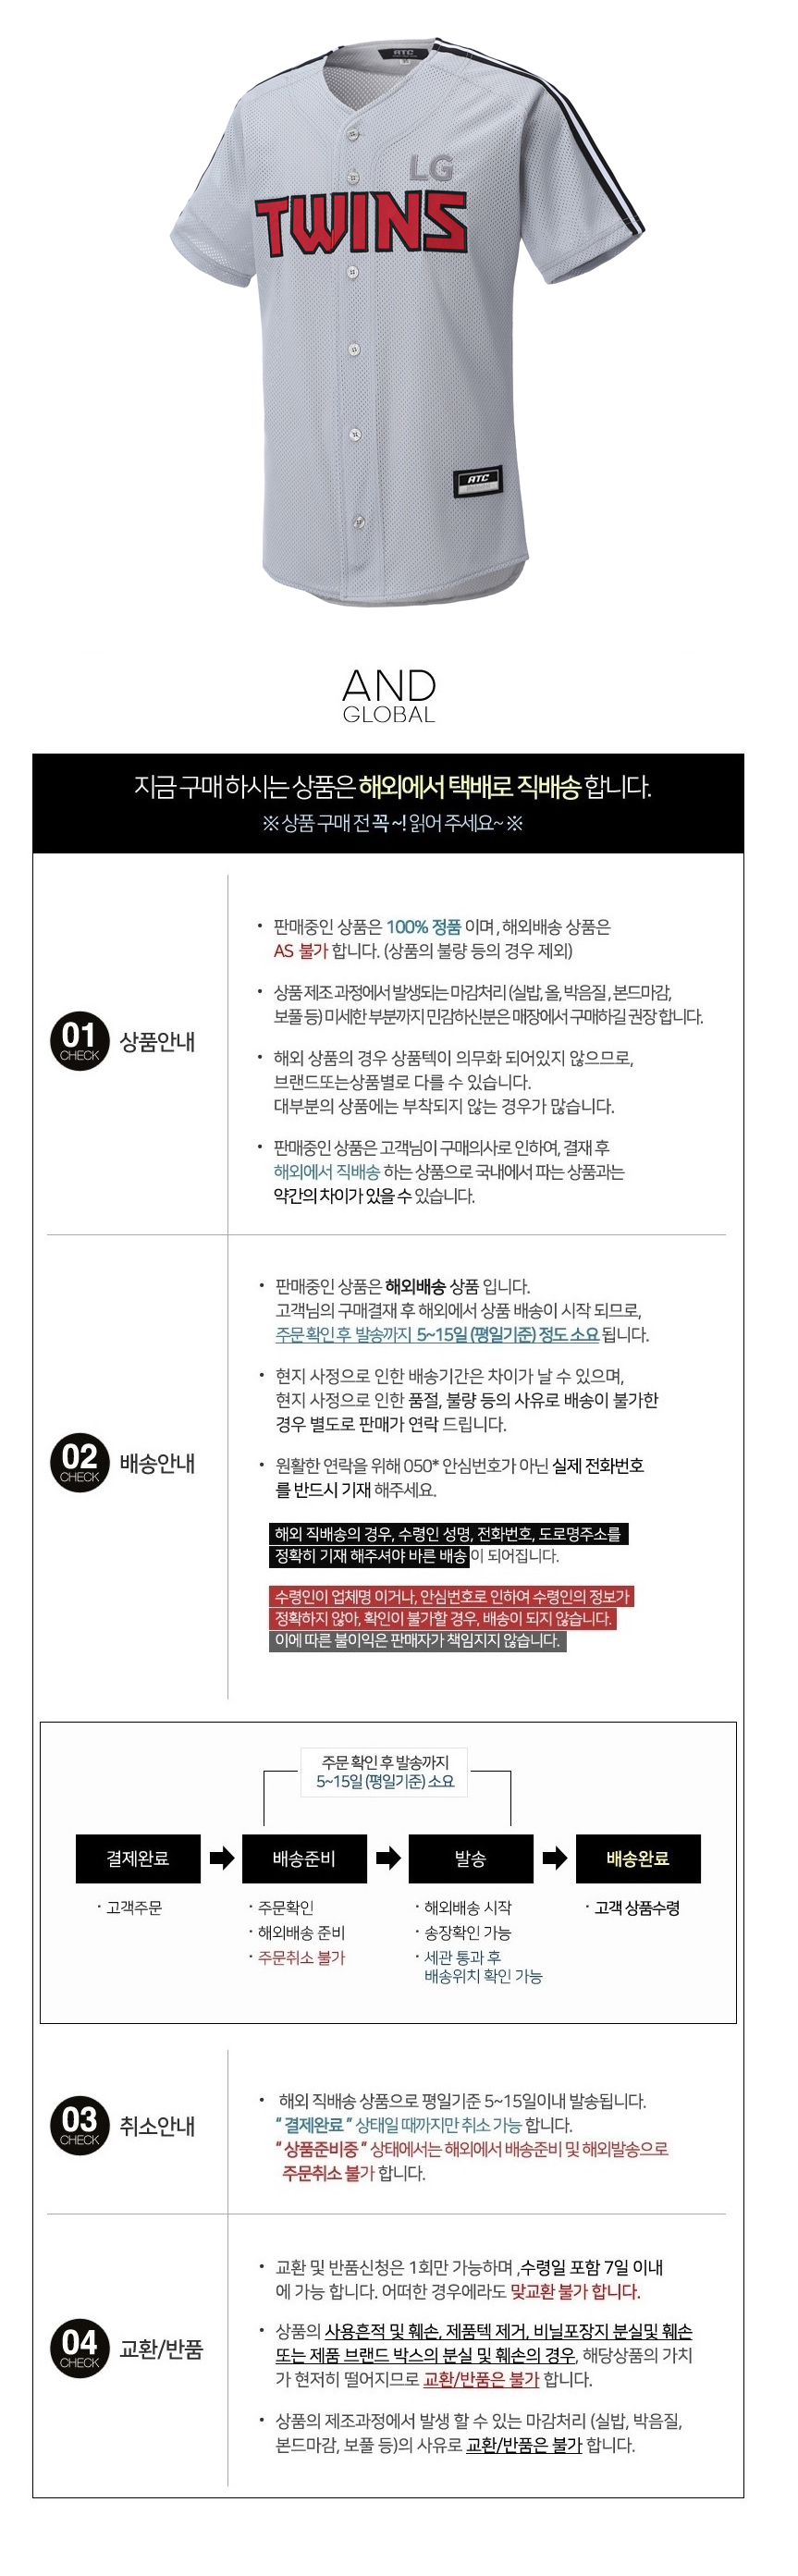 ATC
LG
TWINS
ATC
AND
GLOBAL
지금 구매 하시는 상품은 해외에서 택배로 직배송 합니다.
※ 상품 구매 전 꼭 ~! 읽어 주세요~ ※
01
CHECK
상품안내
• 판매중인 상품은 100% 정품 이며 , 해외배송 상품은
AS 불가 합니다. (상품의 불량 등의 경우 제외)
• 상품 제조 과정에서 발생되는 마감처리 (실밥, 올, 박음질 , 본드마감,
보풀 등) 미세한 부분까지 민감하신분은 매장에서 구매하길 권장 합니다.
• 해외 상품의 경우 상품텍이 의무화 되어있지 않으므로,
브랜드또는상품별로 다를 수 있습니다.
대부분의 상품에는 부착되지 않는 경우가 많습니다.
• 판매중인 상품은 고객님이 구매의사로 인하여, 결재 후
해외에서 직배송 하는 상품으로 국내에서 파는 상품과는
약간의 차이가 있을 수 있습니다.
02
CHECK
배송안내
• 판매중인 상품은 해외배송 상품 입니다.
고객님의 구매결재 후 해외에서 상품 배송이 시작 되므로,
주문 확인 후 발송까지 5~15일 (평일기준) 정도 소요 됩니다.
• 현지 사정으로 인한 배송기간은 차이가 날 수 있으며,
현지 사정으로 인한 품절, 불량 등의 사유로 배송이 불가한
경우 별도로 판매가 연락 드립니다.
• 원활한 연락을 위해 050* 안심번호가 아닌 실제 전화번호
를 반드시 기재 해주세요.
해외 직배송의 경우, 수령인 성명, 전화번호, 도로명주소를
정확히 기재 해주셔야 바른 배송이 되어집니다.
수령인이 업체명 이거나, 안심번호로 인하여 수령인의 정보가
정확하지 않아, 확인이 불가할 경우, 배송이 되지 않습니다.
이에 따른 불이익은 판매자가 책임지지 않습니다.
주문 확인 후 발송까지
5~15일 (평일기준) 소요
결제완료
배송준비
발송
배송완료
· 고객주문
· 주문확인
· 해외배송 준비
· 주문취소 불가
· 해외배송 시작
· 송장확인 가능
· 세관 통과 후
배송위치 확인 가능
· 고객 상품수령
03
CHECK
취소안내
• 해외 직배송 상품으로 평일기준 5~15일이내 발송됩니다.
“ 결제완료 ” 상태일 때까지만 취소 가능 합니다.
“ 상품준비중 ” 상태에서는 해외에서 배송준비 및 해외발송으로
주문취소 불가 합니다.
04
CHECK
교환/반품
• 교환 및 반품신청은 1회만 가능하며 ,수령일 포함 7일 이내
에 가능 합니다. 어떠한 경우에라도 맞교환 불가 합니다.
• 상품의 사용흔적 및 훼손, 제품텍 제거, 비닐포장지 분실및 훼손
또는 제품 브랜드 박스의 분실 및 훼손의 경우, 해당상품의 가치
가 현저히 떨어지므로 교환/반품은 불가 합니다.
• 상품의 제조과정에서 발생 할 수 있는 마감처리 (실밥, 박음질,
본드마감, 보풀 등)의 사유로 교환/반품은 불가 합니다.